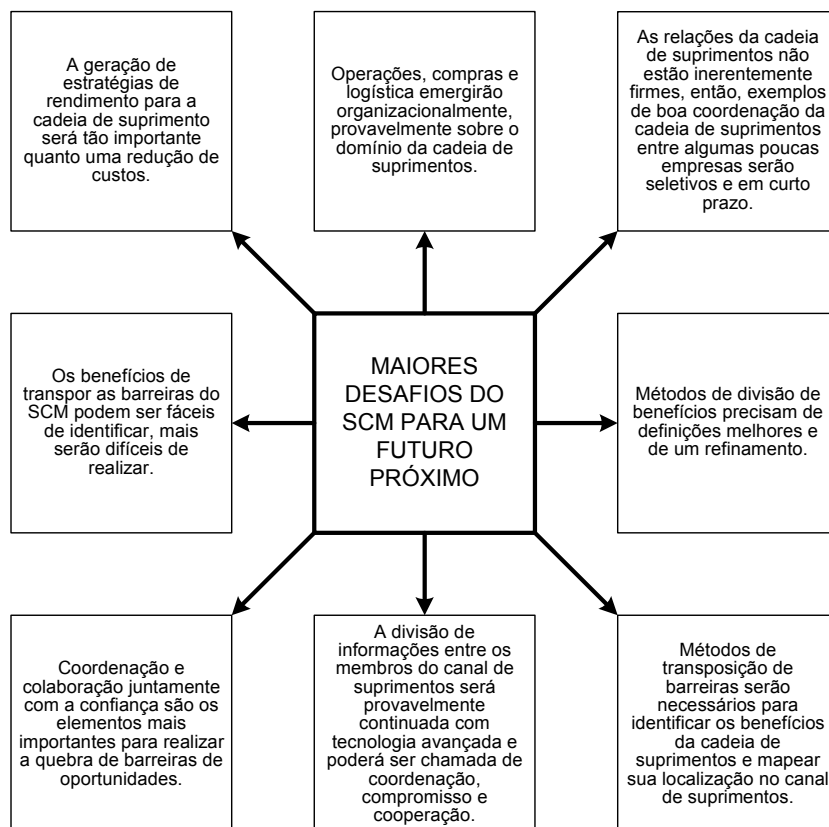 A geração de
estratégias de
rendimento para a
cadeia de suprimento
será tão importante
quanto uma redução de
custos.
Operações, compras e
logística emergirão
organizacionalmente,
provavelmente sobre o
domínio da cadeia de
suprimentos.
As relações da cadeia
de suprimentos não
estão inerentemente
firmes, então, exemplos
de boa coordenação da
cadeia de suprimentos
entre algumas poucas
empresas serão
seletivos e em curto
prazo.
Os benefícios de
transpor as barreiras do
SCM podem ser fáceis
de identificar, mais
serão difíceis de
realizar.
MAIORES
DESAFIOS DO
SCM PARA UM
FUTURO
PRÓXIMO
Métodos de divisão de
benefícios precisam de
definições melhores e
de um refinamento.
Coordenação e
colaboração juntamente
com a confiança são os
elementos mais
importantes para realizar
a quebra de barreiras de
oportunidades.
A divisão de
informações entre os
membros do canal de
suprimentos será
provavelmente
continuada com
tecnologia avançada e
poderá ser chamada de
coordenação,
compromisso e
cooperação.
Métodos de
transposição de
barreiras serão
necessários para
identificar os benefícios
da cadeia de
suprimentos e mapear
sua localização no canal
de suprimentos.